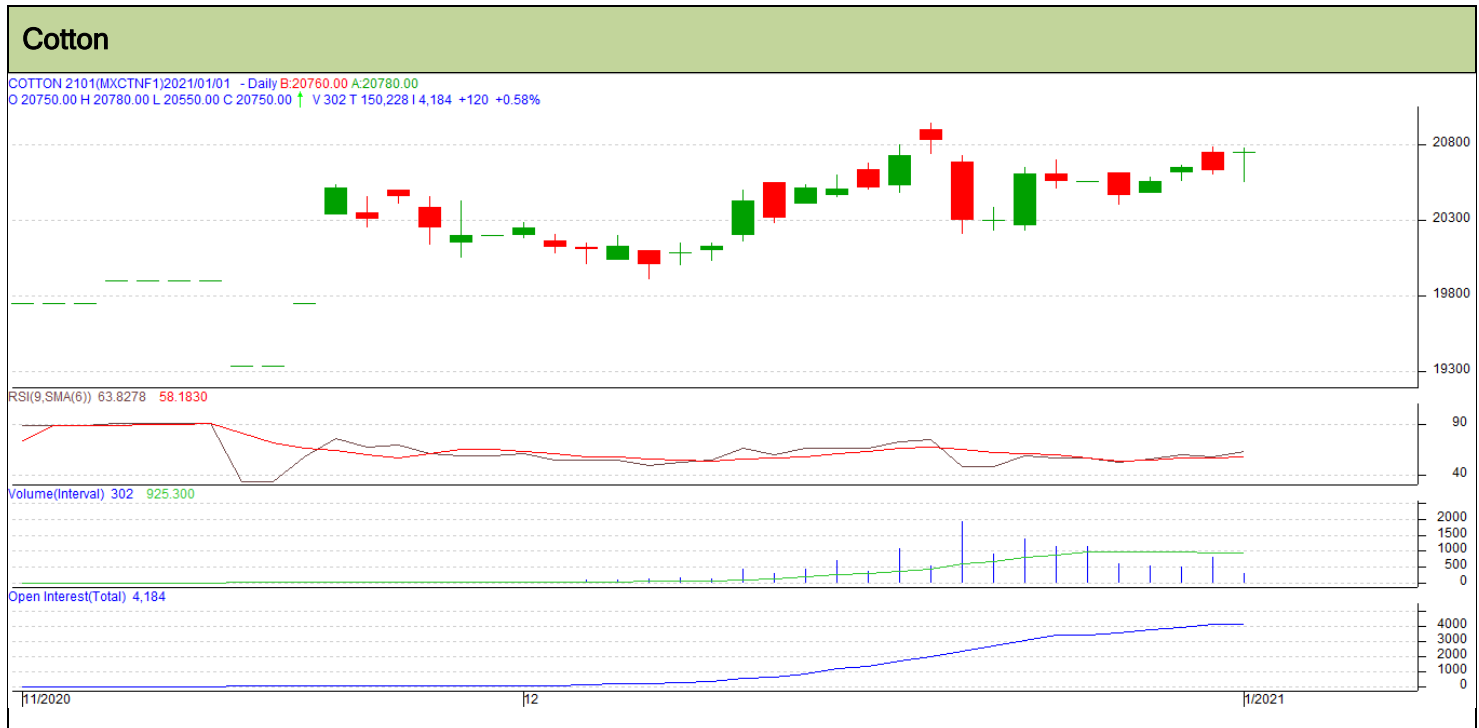 Cotton
COTTON 2101(MXCTNF1)2021/01/01 - Daily B:20760.00 A:20780.00
O 20750.00 H 20780.00 L 20550.00 C 20750.00 ↑ V 302 T 150,228 I 4,184 +120 +0.58%
20800
20300
19800
19300
RSI(9,SMA(6)) 63.8278 58.1830
90
40
Volume(Interval) 302 925.300
2000
1500
1000
500
0
Open Interest(Total) 4,184
4000
3000
2000
1000
0
11/2020 12 1/2021